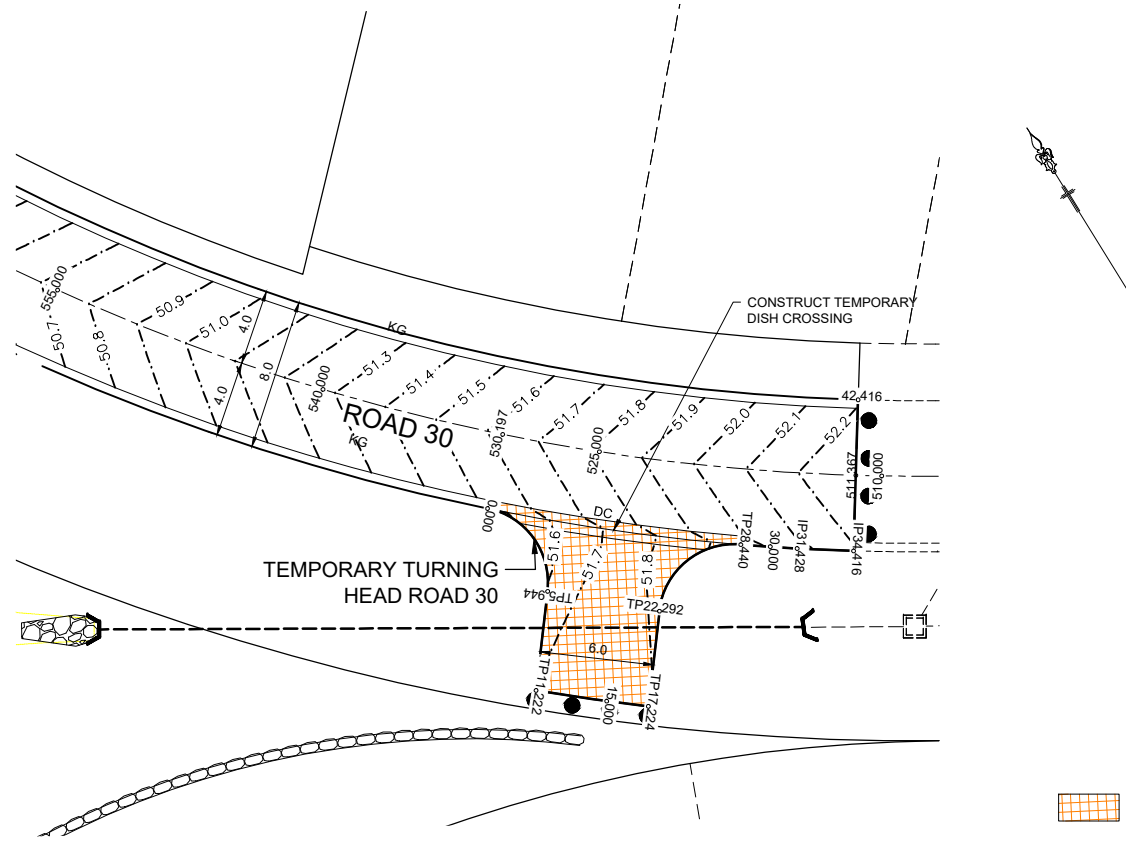 CONSTRUCT TEMPORARY
DISH CROSSING
555.000
50.7
50.8
50.9
51.0
4.0
4.0
8.0
KG
540.000
51.3
51.4
51.5
51.6
51.7
51.8
51.9
52.0
52.1
52.2
42.416
ROAD 30
KG
530.197
525.000
511.367
510.000
0.000
DC
TP28.440
30.000
IP31.428
IP34.416
TEMPORARY TURNING
HEAD ROAD 30
51.6
51.7
51.8
TP5.944
TP22.292
6.0
TP11.222
15.000
TP17.224